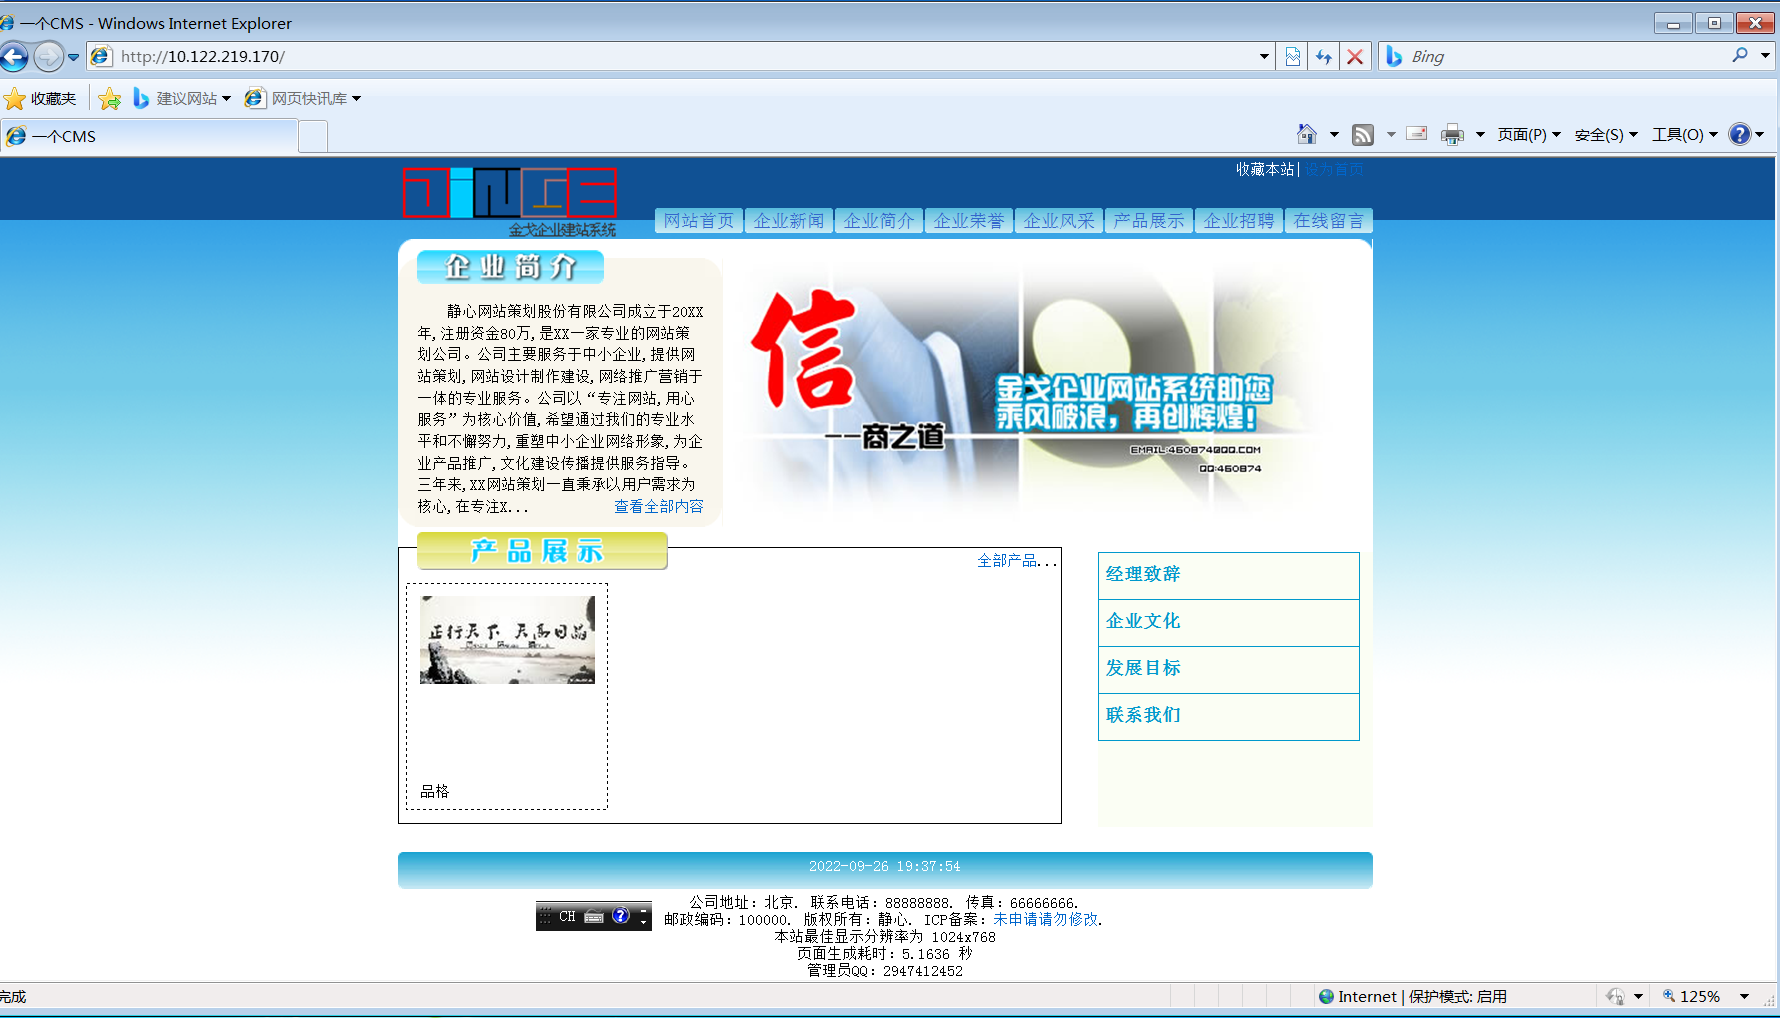 一个CMS - Windows Internet Explorer
http://10.122.219.170/
Bing
收藏夹
建议网站
网页快讯库
一个CMS
页面(P)
安全(S)
工具(O)
收藏本站| 设为首页
金戈企业建站系统
网站首页 企业新闻 企业简介 企业荣誉 企业风采 产品展示 企业招聘 在线留言
企业简介
静心网站策划股份有限公司成立于20XX
年,注册资金80万,是XX一家专业的网站策
划公司。公司主要服务于中小企业,提供网
站策划,网站设计制作建设,网络推广营销于
一体的专业服务。公司以“专注网站,用心
服务”为核心价值,希望通过我们的专业水
平和不懈努力,重塑中小企业网络形象,为企
业产品推广,文化建设传播提供服务指导。
三年来,XX网站策划一直秉承以用户需求为
核心,在专注X... 查看全部内容
信
——商之道
金戈企业网站系统助您
乘风破浪，再创辉煌！
EMAIL:460874@QQ.COM
QQ:460874
产品展示
全部产品...
正行天下 天高日晶
品格
经理致辞
企业文化
发展目标
联系我们
2022-09-26 19:37:54
公司地址：北京. 联系电话：88888888. 传真：66666666.
CH
邮政编码：100000. 版权所有：静心. ICP备案：未申请请勿修改.
本站最佳显示分辨率为 1024x768
页面生成耗时：5.1636 秒
管理员QQ：2947412452
完成
Internet | 保护模式: 启用
125%